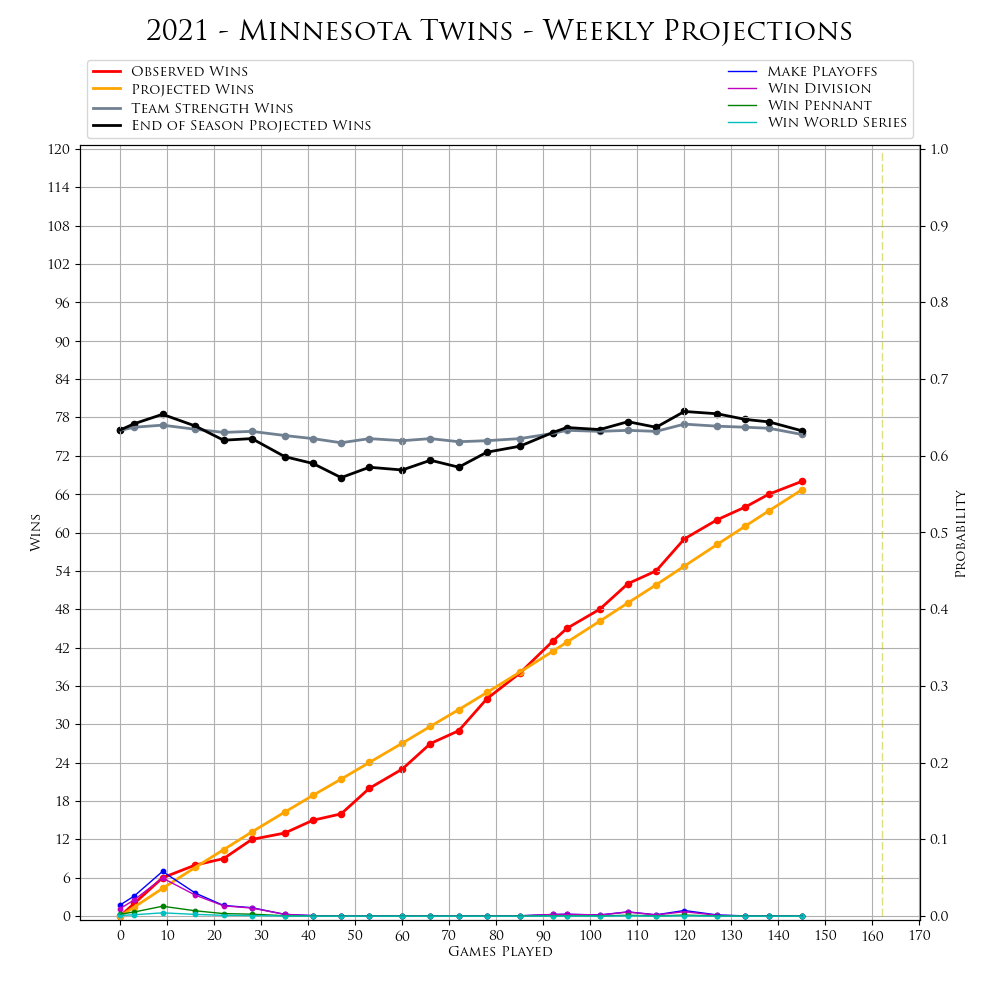 2021 - Minnesota Twins - Weekly Projections
Observed Wins
Projected Wins
Team Strength Wins
End of Season Projected Wins
Make Playoffs
Win Division
Win Pennant
Win World Series
120
114
108
102
96
90
84
78
72
66
60
54
48
42
36
30
24
18
12
6
0
Wins
1.0
0.9
0.8
0.7
0.6
0.5
0.4
0.3
0.2
0.1
0.0
Probability
0 10 20 30 40 50 60 70 80 90 100 110 120 130 140 150 160 170
Games Played